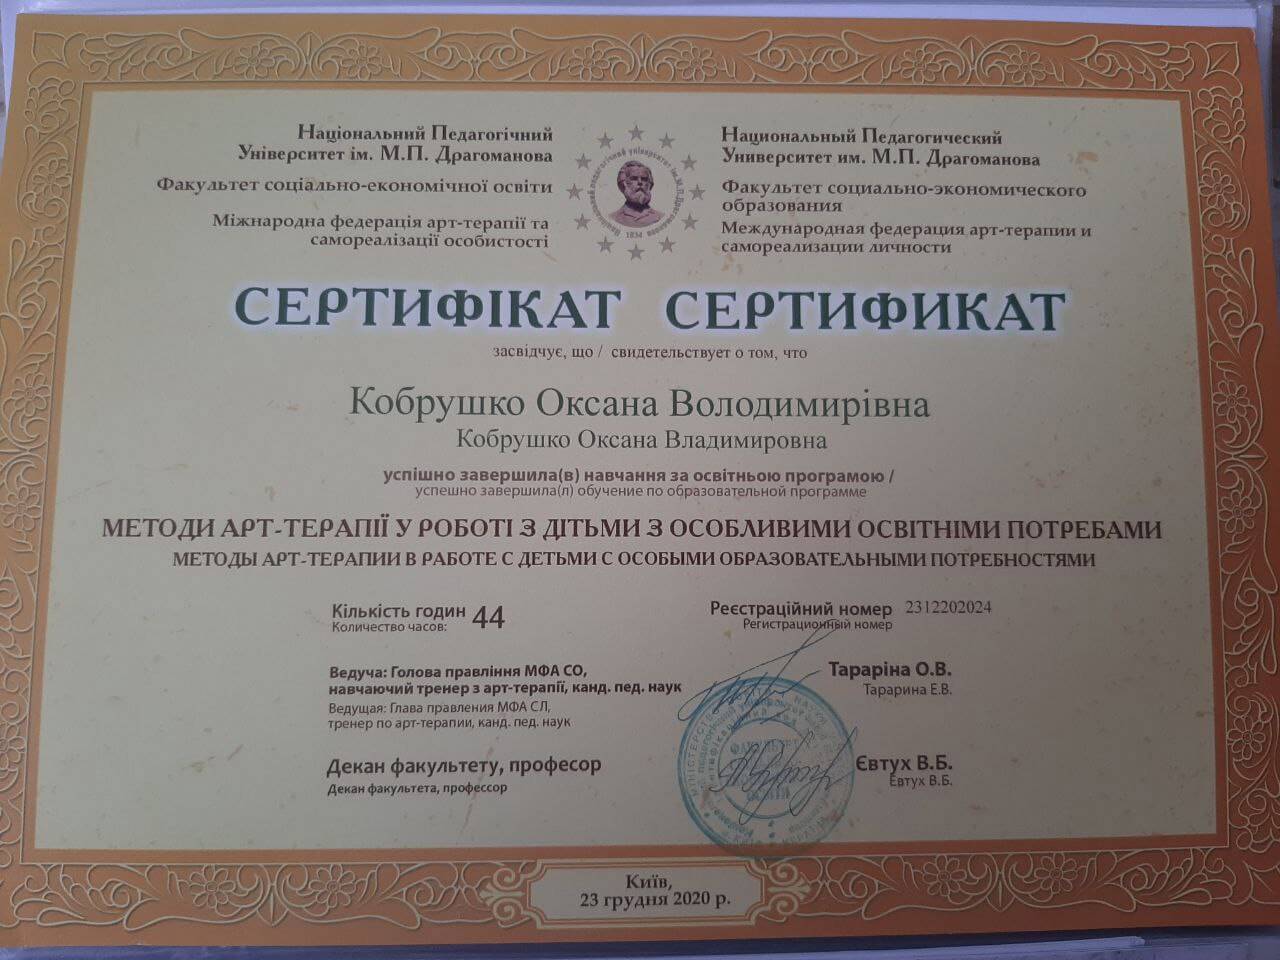 Національний Педагогічний
Університет ім. М.П. Драгоманова
Факультет соціально-економічної освіти
Міжнародна федерація арт-терапії та
самореалізації особистості
1834
Национальный Педагогический
Университет им. М.П. Драгоманова
Факультет социально-экономического
образования
Международная федерация арт-терапии и
самореализации личности
СЕРТИФІКАТ СЕРТИФИКАТ
засвідчує, що / свидетельствует о том, что
Кобрушко Оксана Володимирівна
Кобрушко Оксана Владимировна
успішно завершила(в) навчання за освітньою програмою /
успешно завершила(л) обучение по образовательной программе
МЕТОДИ АРТ-ТЕРАПІЇ У РОБОТІ З ДІТЬМИ З ОСОБЛИВИМИ ОСВІТНІМИ ПОТРЕБАМИ
МЕТОДЫ АРТ-ТЕРАПИИ В РАБОТЕ С ДЕТЬМИ С ОСОБЫМИ ОБРАЗОВАТЕЛЬНЫМИ ПОТРЕБНОСТЯМИ
Кількість годин 44
Количество часов:
Реєстраційний номер 2312202024
Регистрационный номер
Ведуча: Голова правління МФА СО,
навчаючий тренер з арт-терапії, канд. пед. наук
Ведущая: Глава правления МФА СЛ,
тренер по арт-терапии, канд. пед. наук
Тараріна О.В.
Тарарина Е.В.
Декан факультету, професор
Декан факультета, профессор
Євтух В.Б.
Евтух В.Б.
Київ,
23 грудня 2020 р.